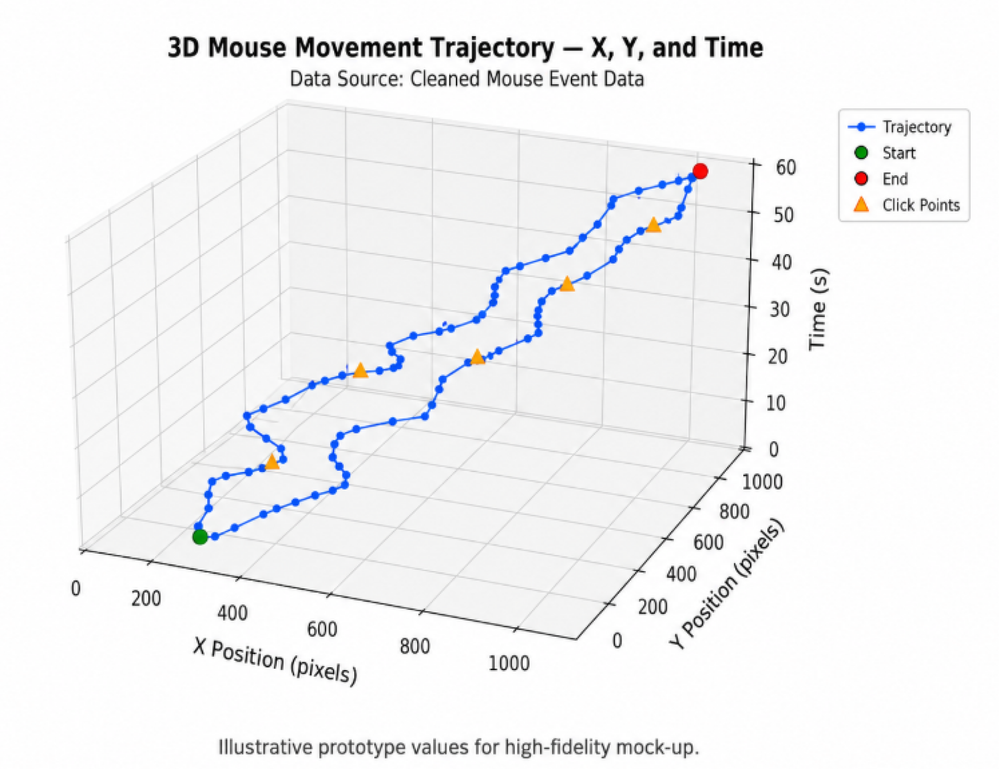 3D Mouse Movement Trajectory — X, Y, and Time
Data Source: Cleaned Mouse Event Data
Trajectory
Start
End
Click Points
60
50
40
30
20
10
0
Time (s)
1000
800
600
400
200
0
Y Position (pixels)
0
200
400
600
800
1000
X Position (pixels)
Illustrative prototype values for high-fidelity mock-up.